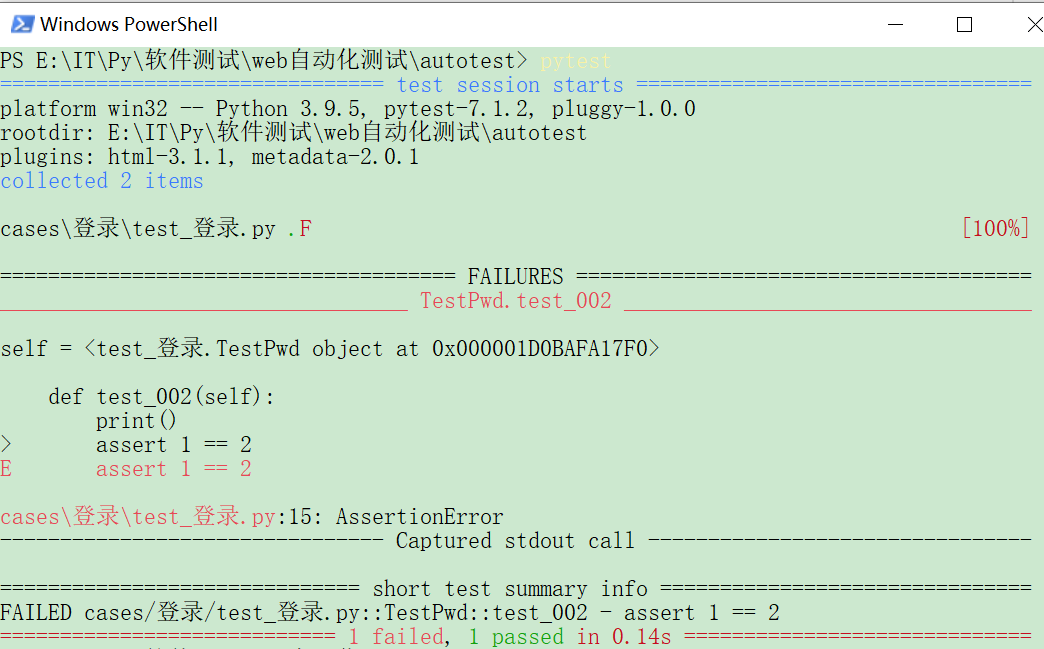 Windows PowerShell
PS E:\IT\Py\软件测试\web自动化测试\autotest> pytest
================================ test session starts =================================
platform win32 -- Python 3.9.5, pytest-7.1.2, pluggy-1.0.0
rootdir: E:\IT\Py\软件测试\web自动化测试\autotest
plugins: html-3.1.1, metadata-2.0.1
collected 2 items
cases\登录\test_登录.py .F [100%]
====================================== FAILURES ======================================
__________________________________ TestPwd.test_002 __________________________________
self = <test_登录.TestPwd object at 0x000001D0BAFA17F0>
def test_002(self):
print()
> assert 1 == 2
E assert 1 == 2
cases\登录\test_登录.py:15: AssertionError
-------------------------------- Captured stdout call --------------------------------
============================== short test summary info ===============================
FAILED cases/登录/test_登录.py::TestPwd::test_002 - assert 1 == 2
============================ 1 failed, 1 passed in 0.14s =============================